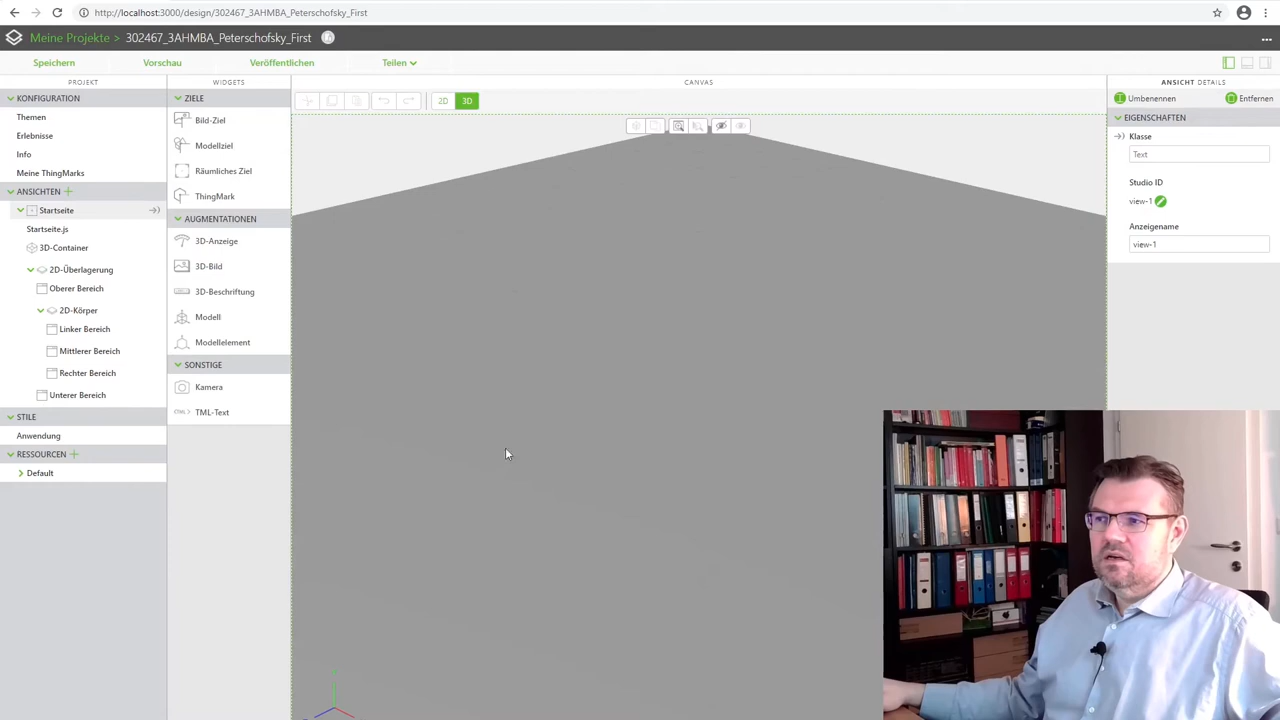 http://localhost:3000/design/302467_3AHMBA_Peterschofsky_First
Meine Projekte > 302467_3AHMBA_Peterschofsky_First
Speichern
Vorschau
Veröffentlichen
Teilen
PROJEKT
KONFIGURATION
Themen
Erlebnisse
Info
Meine ThingMarks
ANSICHTEN
Startseite
Startseite.js
3D-Container
2D-Überlagerung
Oberer Bereich
2D-Körper
Linker Bereich
Mittlerer Bereich
Rechter Bereich
Unterer Bereich
STILE
Anwendung
RESSOURCEN
Default
WIDGETS
ZIELE
Bild-Ziel
Modellziel
Räumliches Ziel
ThingMark
AUGMENTATIONEN
3D-Anzeige
3D-Bild
3D-Beschriftung
Modell
Modellelement
SONSTIGE
Kamera
TML-Text
CANVAS
2D
3D
ANSICHT DETAILS
Umbenennen
Entfernen
EIGENSCHAFTEN
Klasse
Text
Studio ID
view-1
Anzeigename
view-1